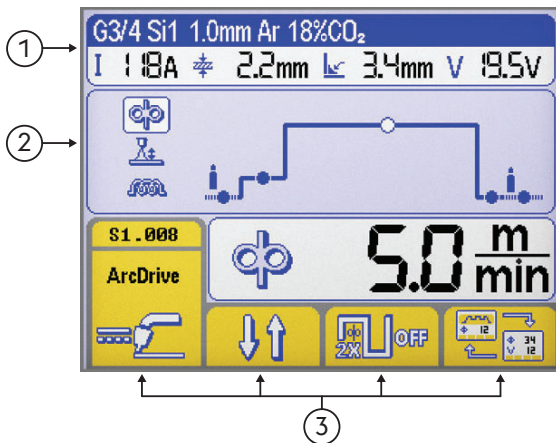 G3/4 Si1 1.0mm Ar 18%CO₂
I 118A 2.2mm 3.4mm V 19.5V
S1.008
ArcDrive
5.0 m/min
2X OFF
12
34
V 12
1
2
3